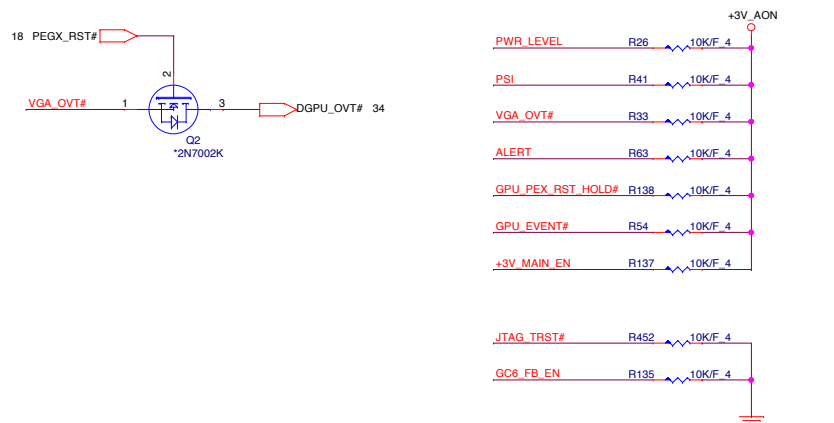 18 PEGX_RST#
2
VGA_OVT# 1 3 DGPU_OVT# 34
Q2
*2N7002K
+3V_AON
PWR_LEVEL R26 10K/F_4
PSI R41 10K/F_4
VGA_OVT# R33 10K/F_4
ALERT R63 10K/F_4
GPU_PEX_RST_HOLD# R138 10K/F_4
GPU_EVENT# R54 10K/F_4
+3V_MAIN_EN R137 10K/F_4
JTAG_TRST# R452 10K/F_4
GC6_FB_EN R135 10K/F_4